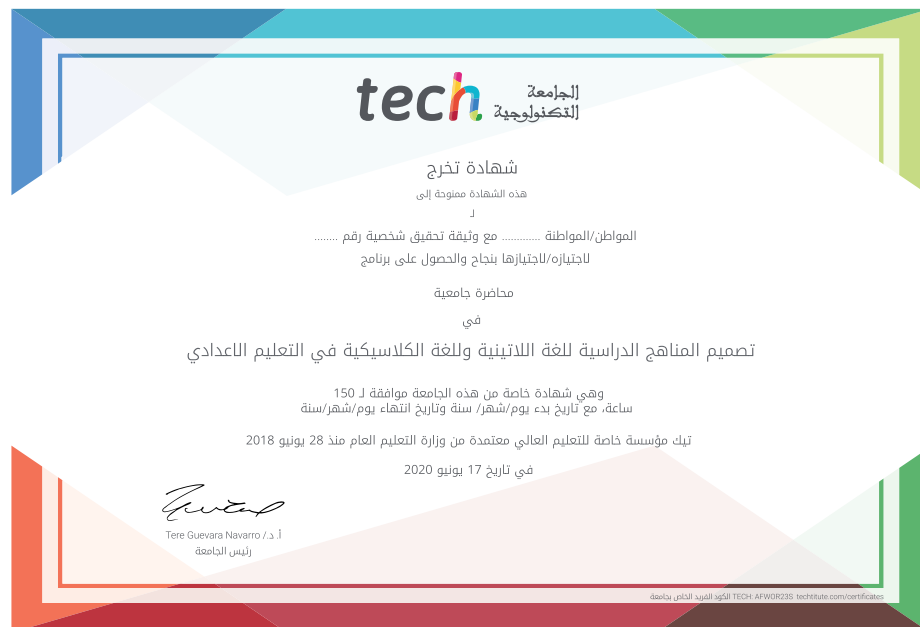 tech الجامعة
التكنولوجية
شهادة تخرج
هذه الشهادة ممنوحة إلى
لـ
المواطن/المواطنة ............ مع وثيقة تحقيق شخصية رقم ........
لاجتيازه/لاجتيازها بنجاح والحصول على برنامج
محاضرة جامعية
في
تصميم المناهج الدراسية للغة اللاتينية وللغة الكلاسيكية في التعليم الاعدادي
وهي شهادة خاصة من هذه الجامعة موافقة لـ 150
ساعة، مع تاريخ بدء يوم/شهر/ سنة وتاريخ انتهاء يوم/شهر/سنة
تيك مؤسسة خاصة للتعليم العالي معتمدة من وزارة التعليم العام منذ 28 يونيو 2018
في تاريخ 17 يونيو 2020
أ. د./ Tere Guevara Navarro
رئيس الجامعة
الكود الفريد الخاص بجامعة TECH: AFWOR23S techtitute.com/certificates